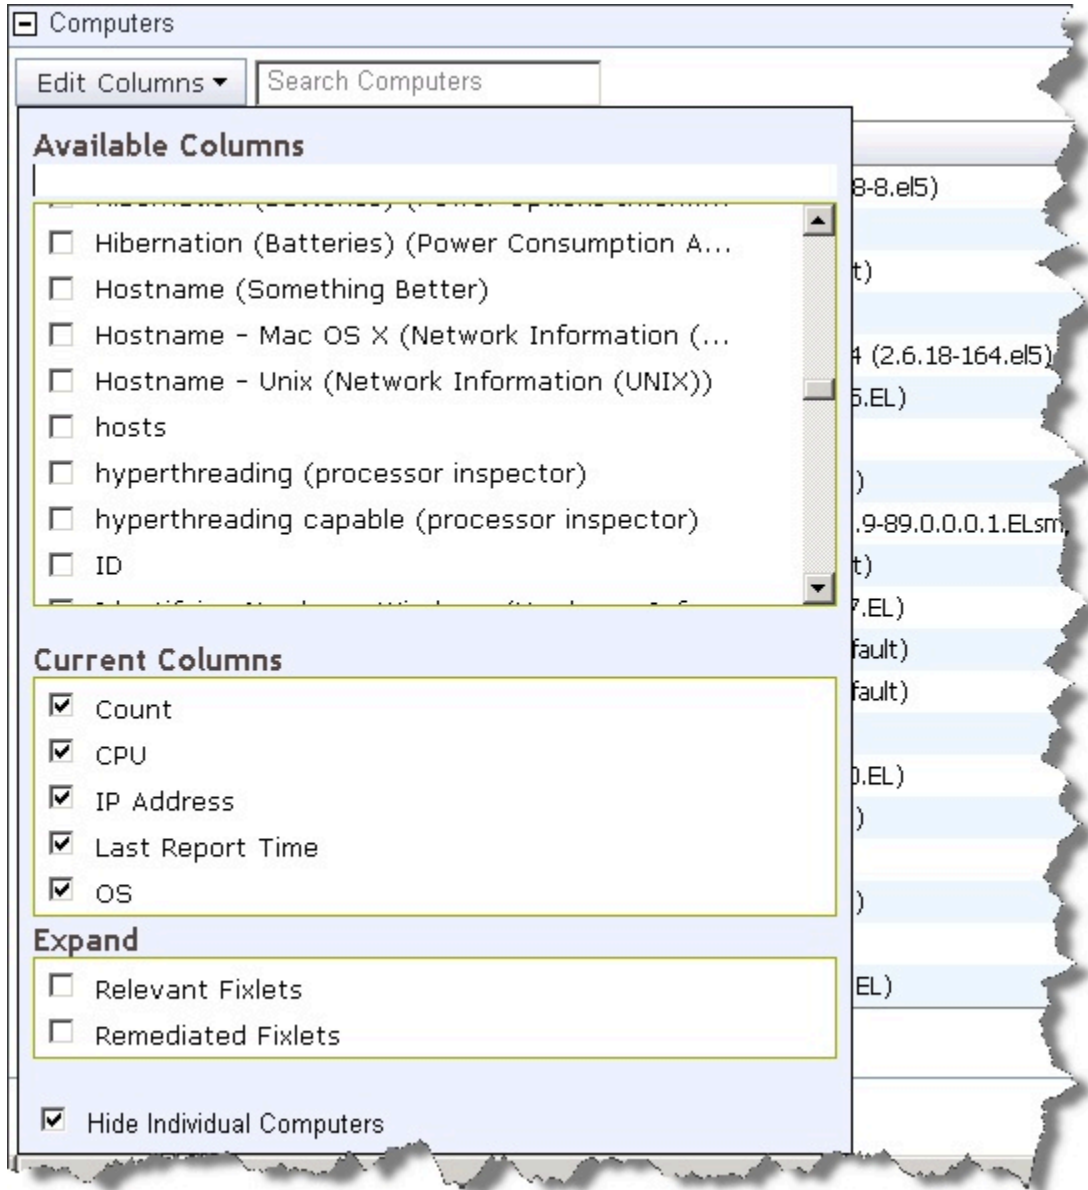 Computers
Edit Columns
Search Computers
Available Columns
Hibernation (Batteries) (Power Consumption A...
Hostname (Something Better)
Hostname - Mac OS X (Network Information (...
Hostname - Unix (Network Information (UNIX))
hosts
hyperthreading (processor inspector)
hyperthreading capable (processor inspector)
ID
Current Columns
Count
CPU
IP Address
Last Report Time
OS
Expand
Relevant Fixlets
Remediated Fixlets
Hide Individual Computers
8-8.el5)
t)
4 (2.6.18-164.el5)
.EL)
)
.9-89.0.0.0.1.ELsm
t)
.EL)
fault)
fault)
.EL)
)
)
EL)